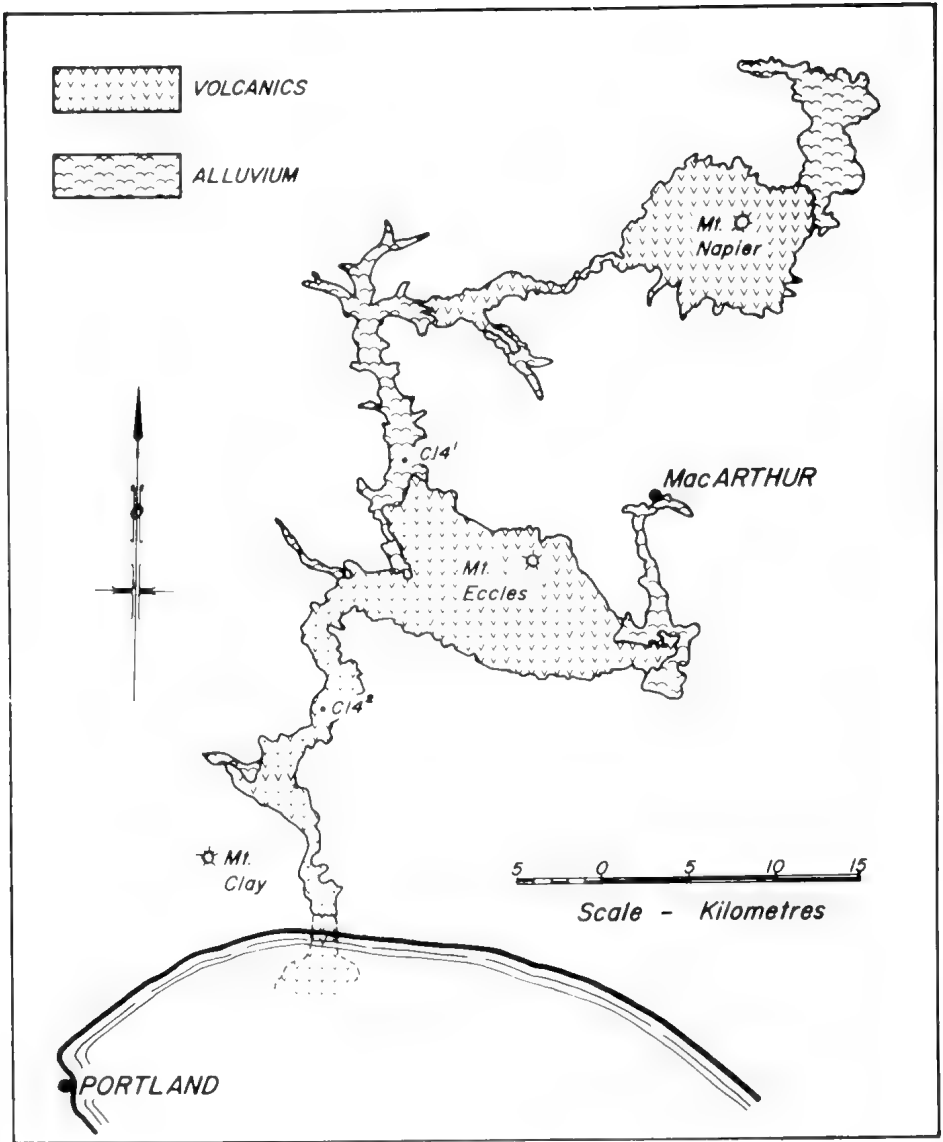 VOLCANICS
ALLUVIUM
Mt.
Napier
C14¹
MacARTHUR
Mt.
Eccles
C14²
Mt.
Clay
5 0 5 10 15
Scale - Kilometres
PORTLAND